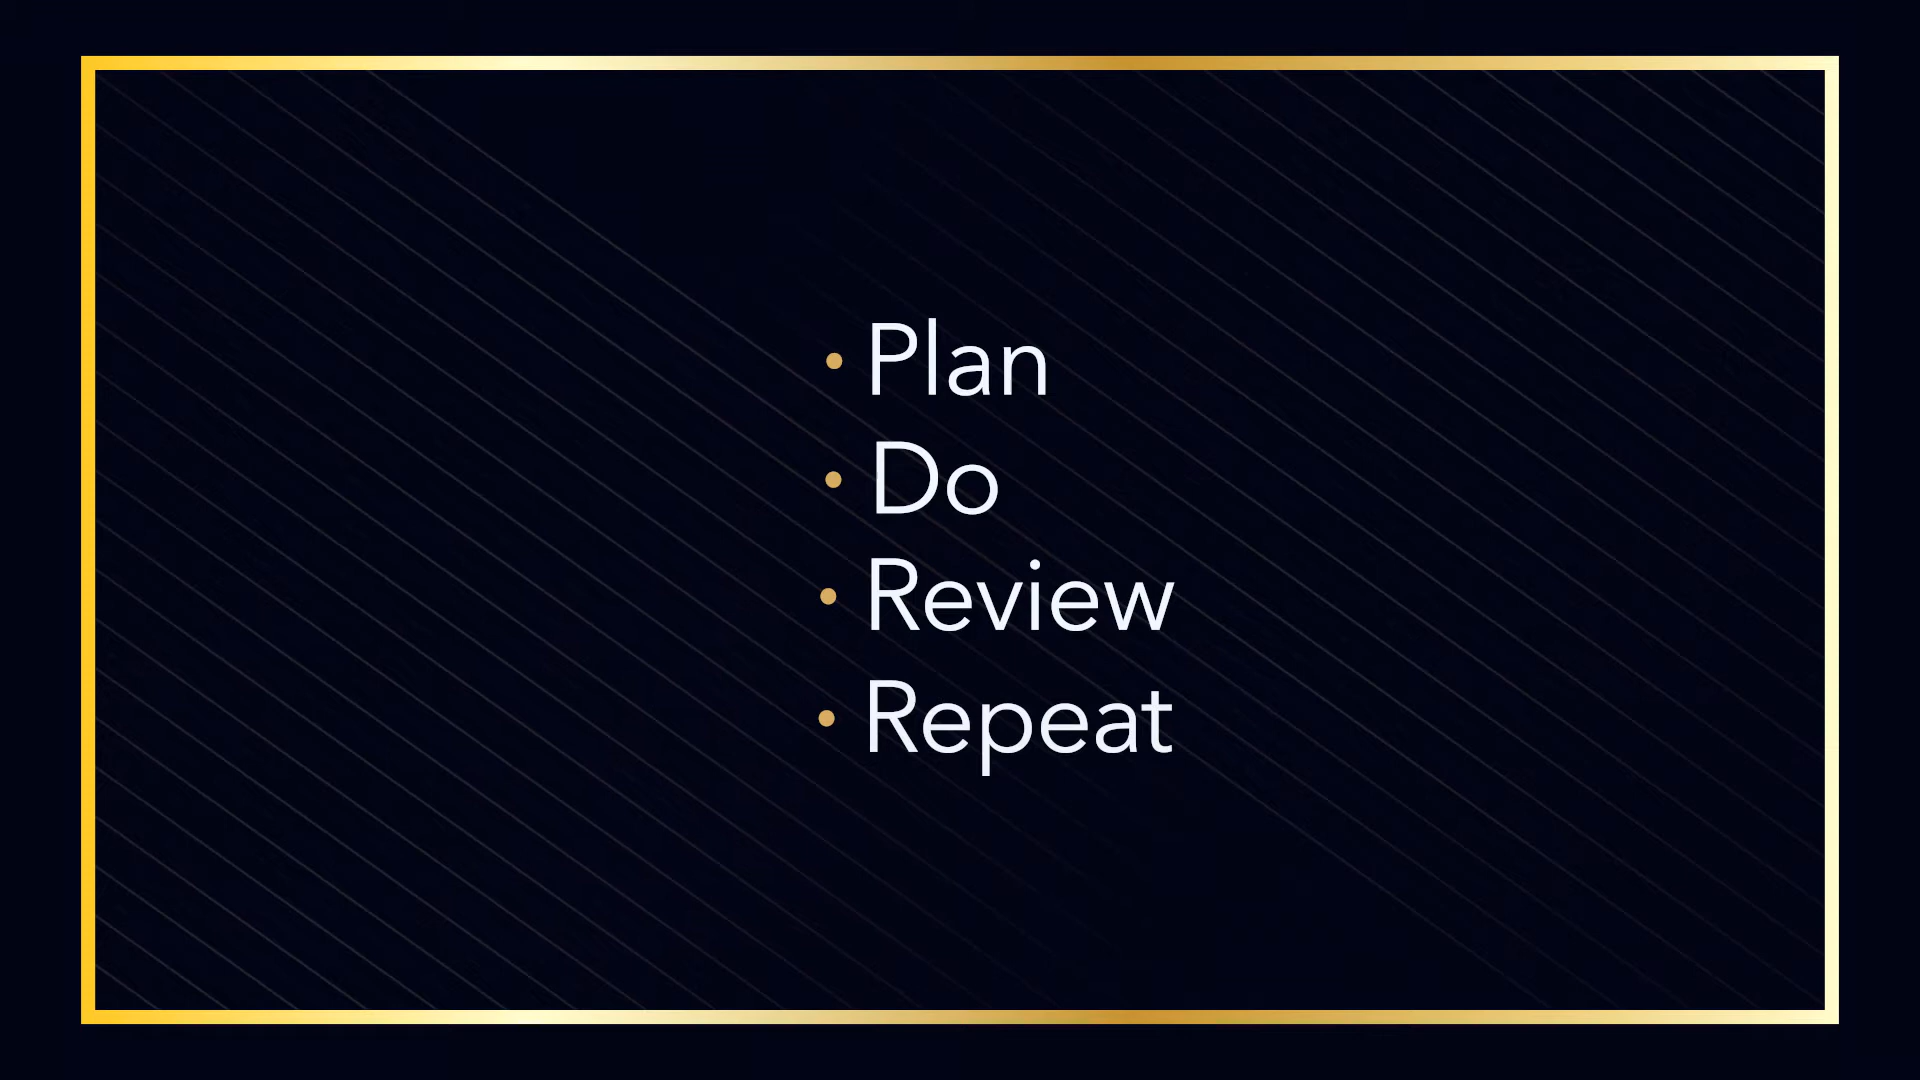 • Plan
• Do
• Review
• Repeat